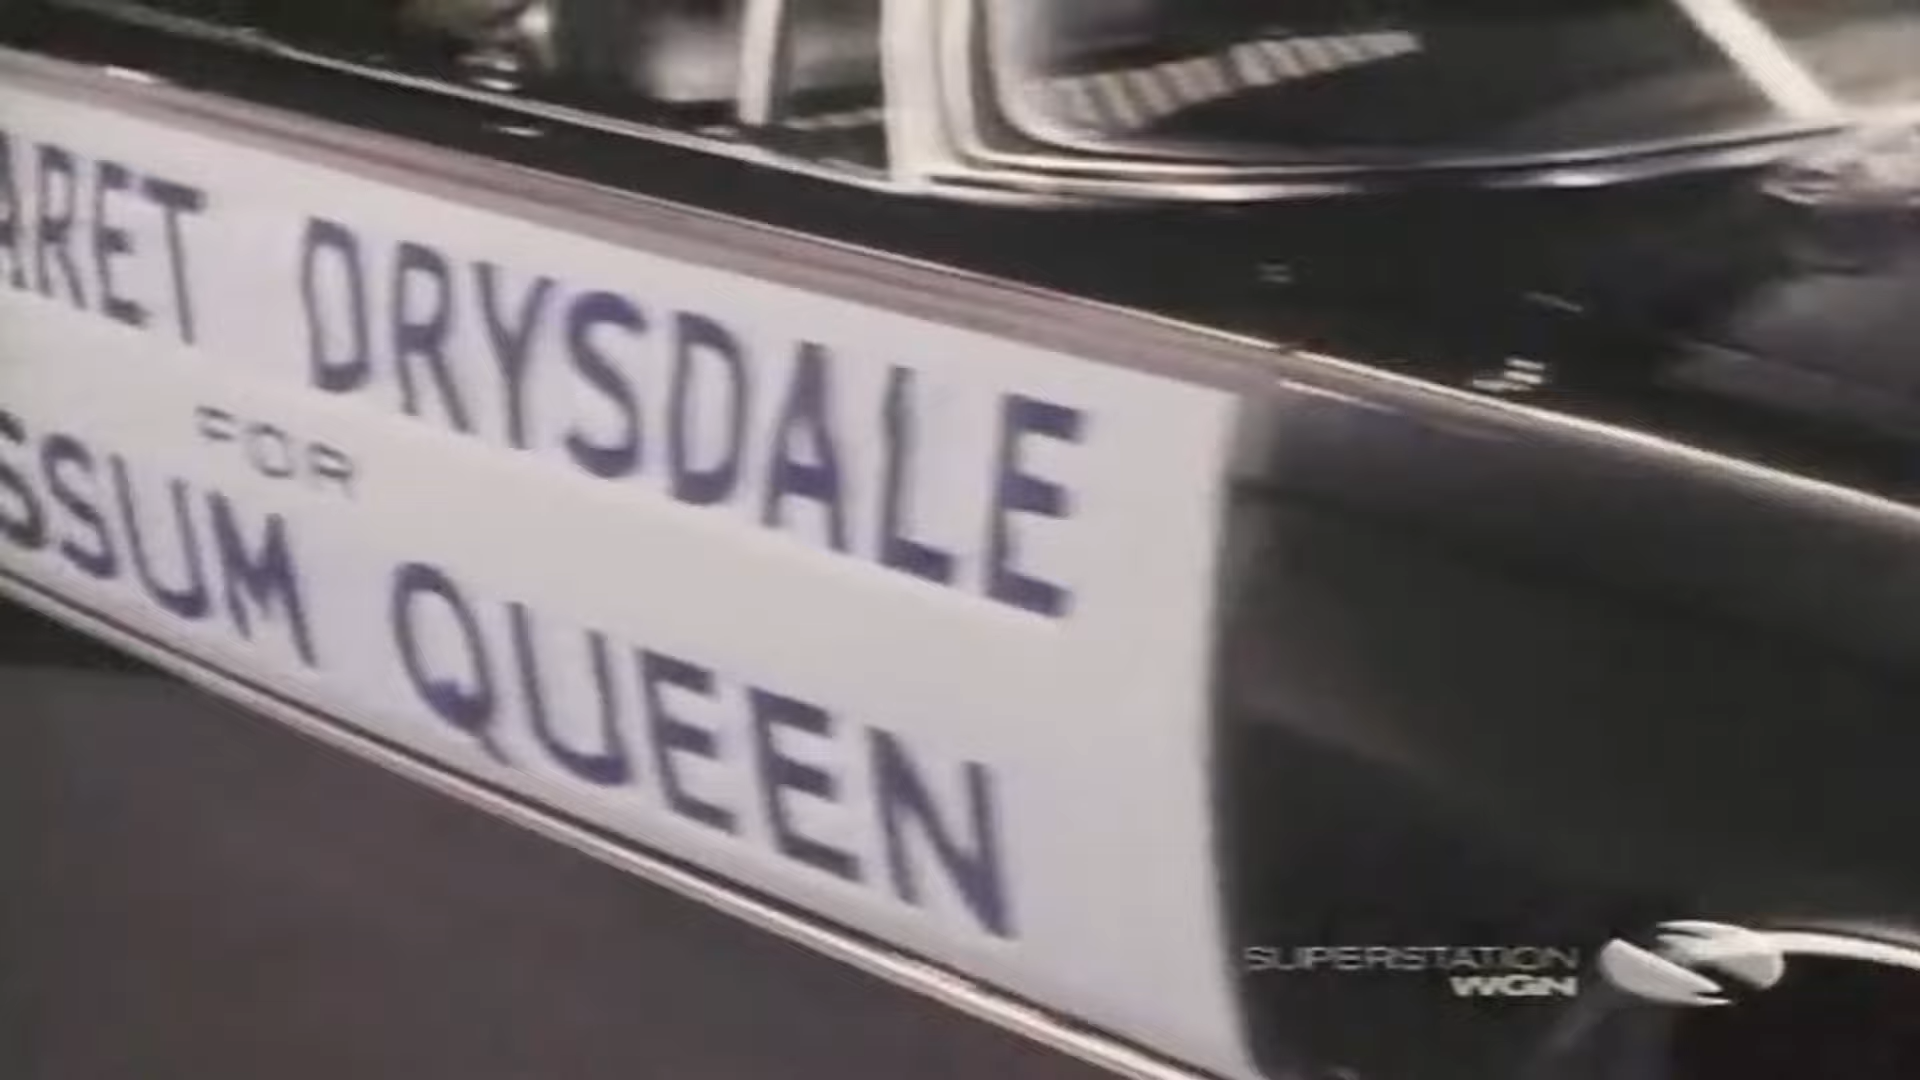 ARET DRYSDALE
FOR
SSUM QUEEN
SUPERSTATION
WGN